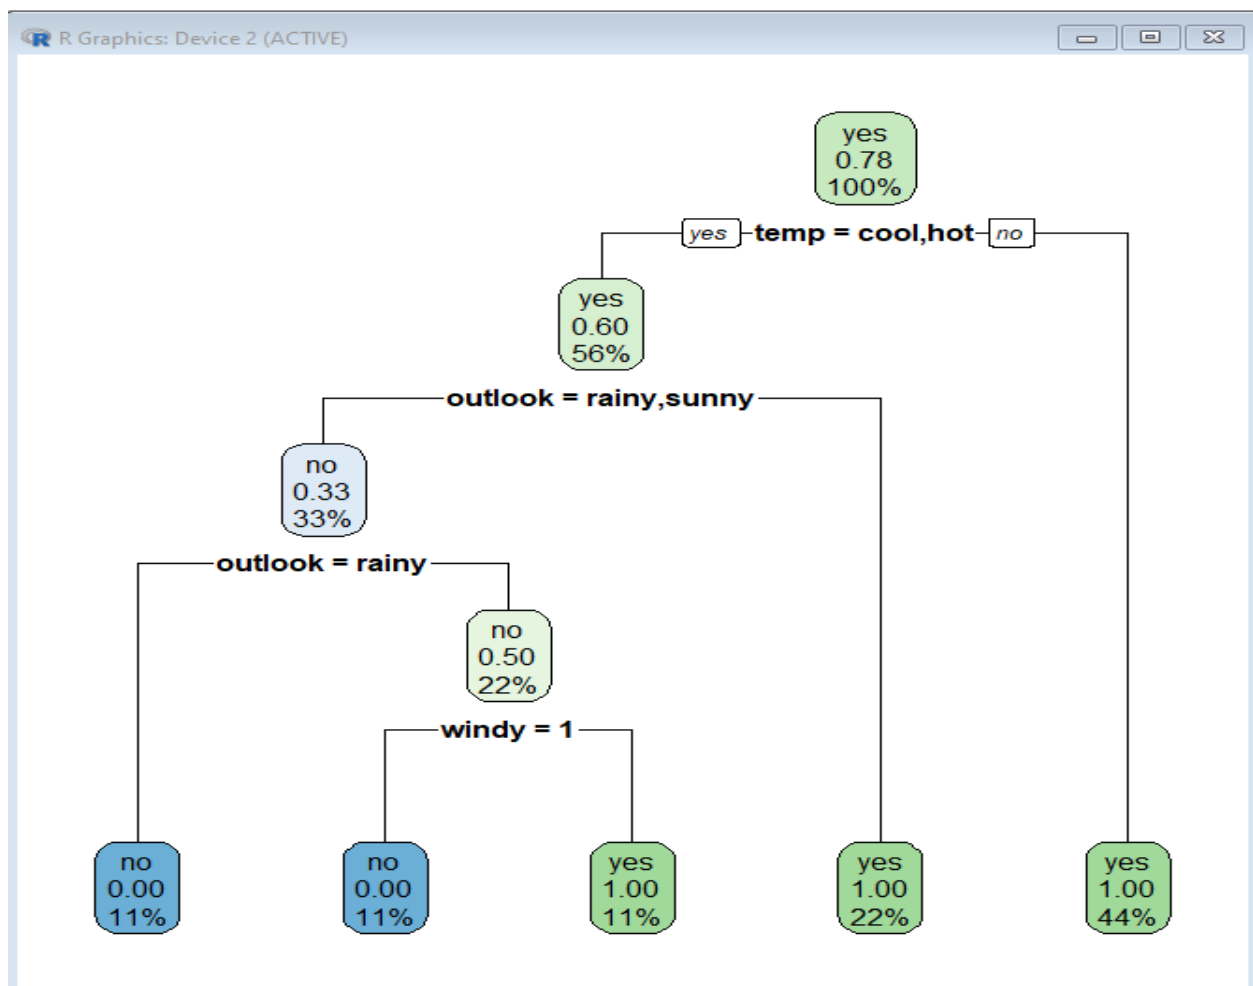 R Graphics: Device 2 (ACTIVE)
yes
0.78
100%
yes temp = cool,hot no
yes
0.60
56%
outlook = rainy,sunny
no
0.33
33%
outlook = rainy
no
0.50
22%
windy = 1
no
0.00
11%
no
0.00
11%
yes
1.00
11%
yes
1.00
22%
yes
1.00
44%